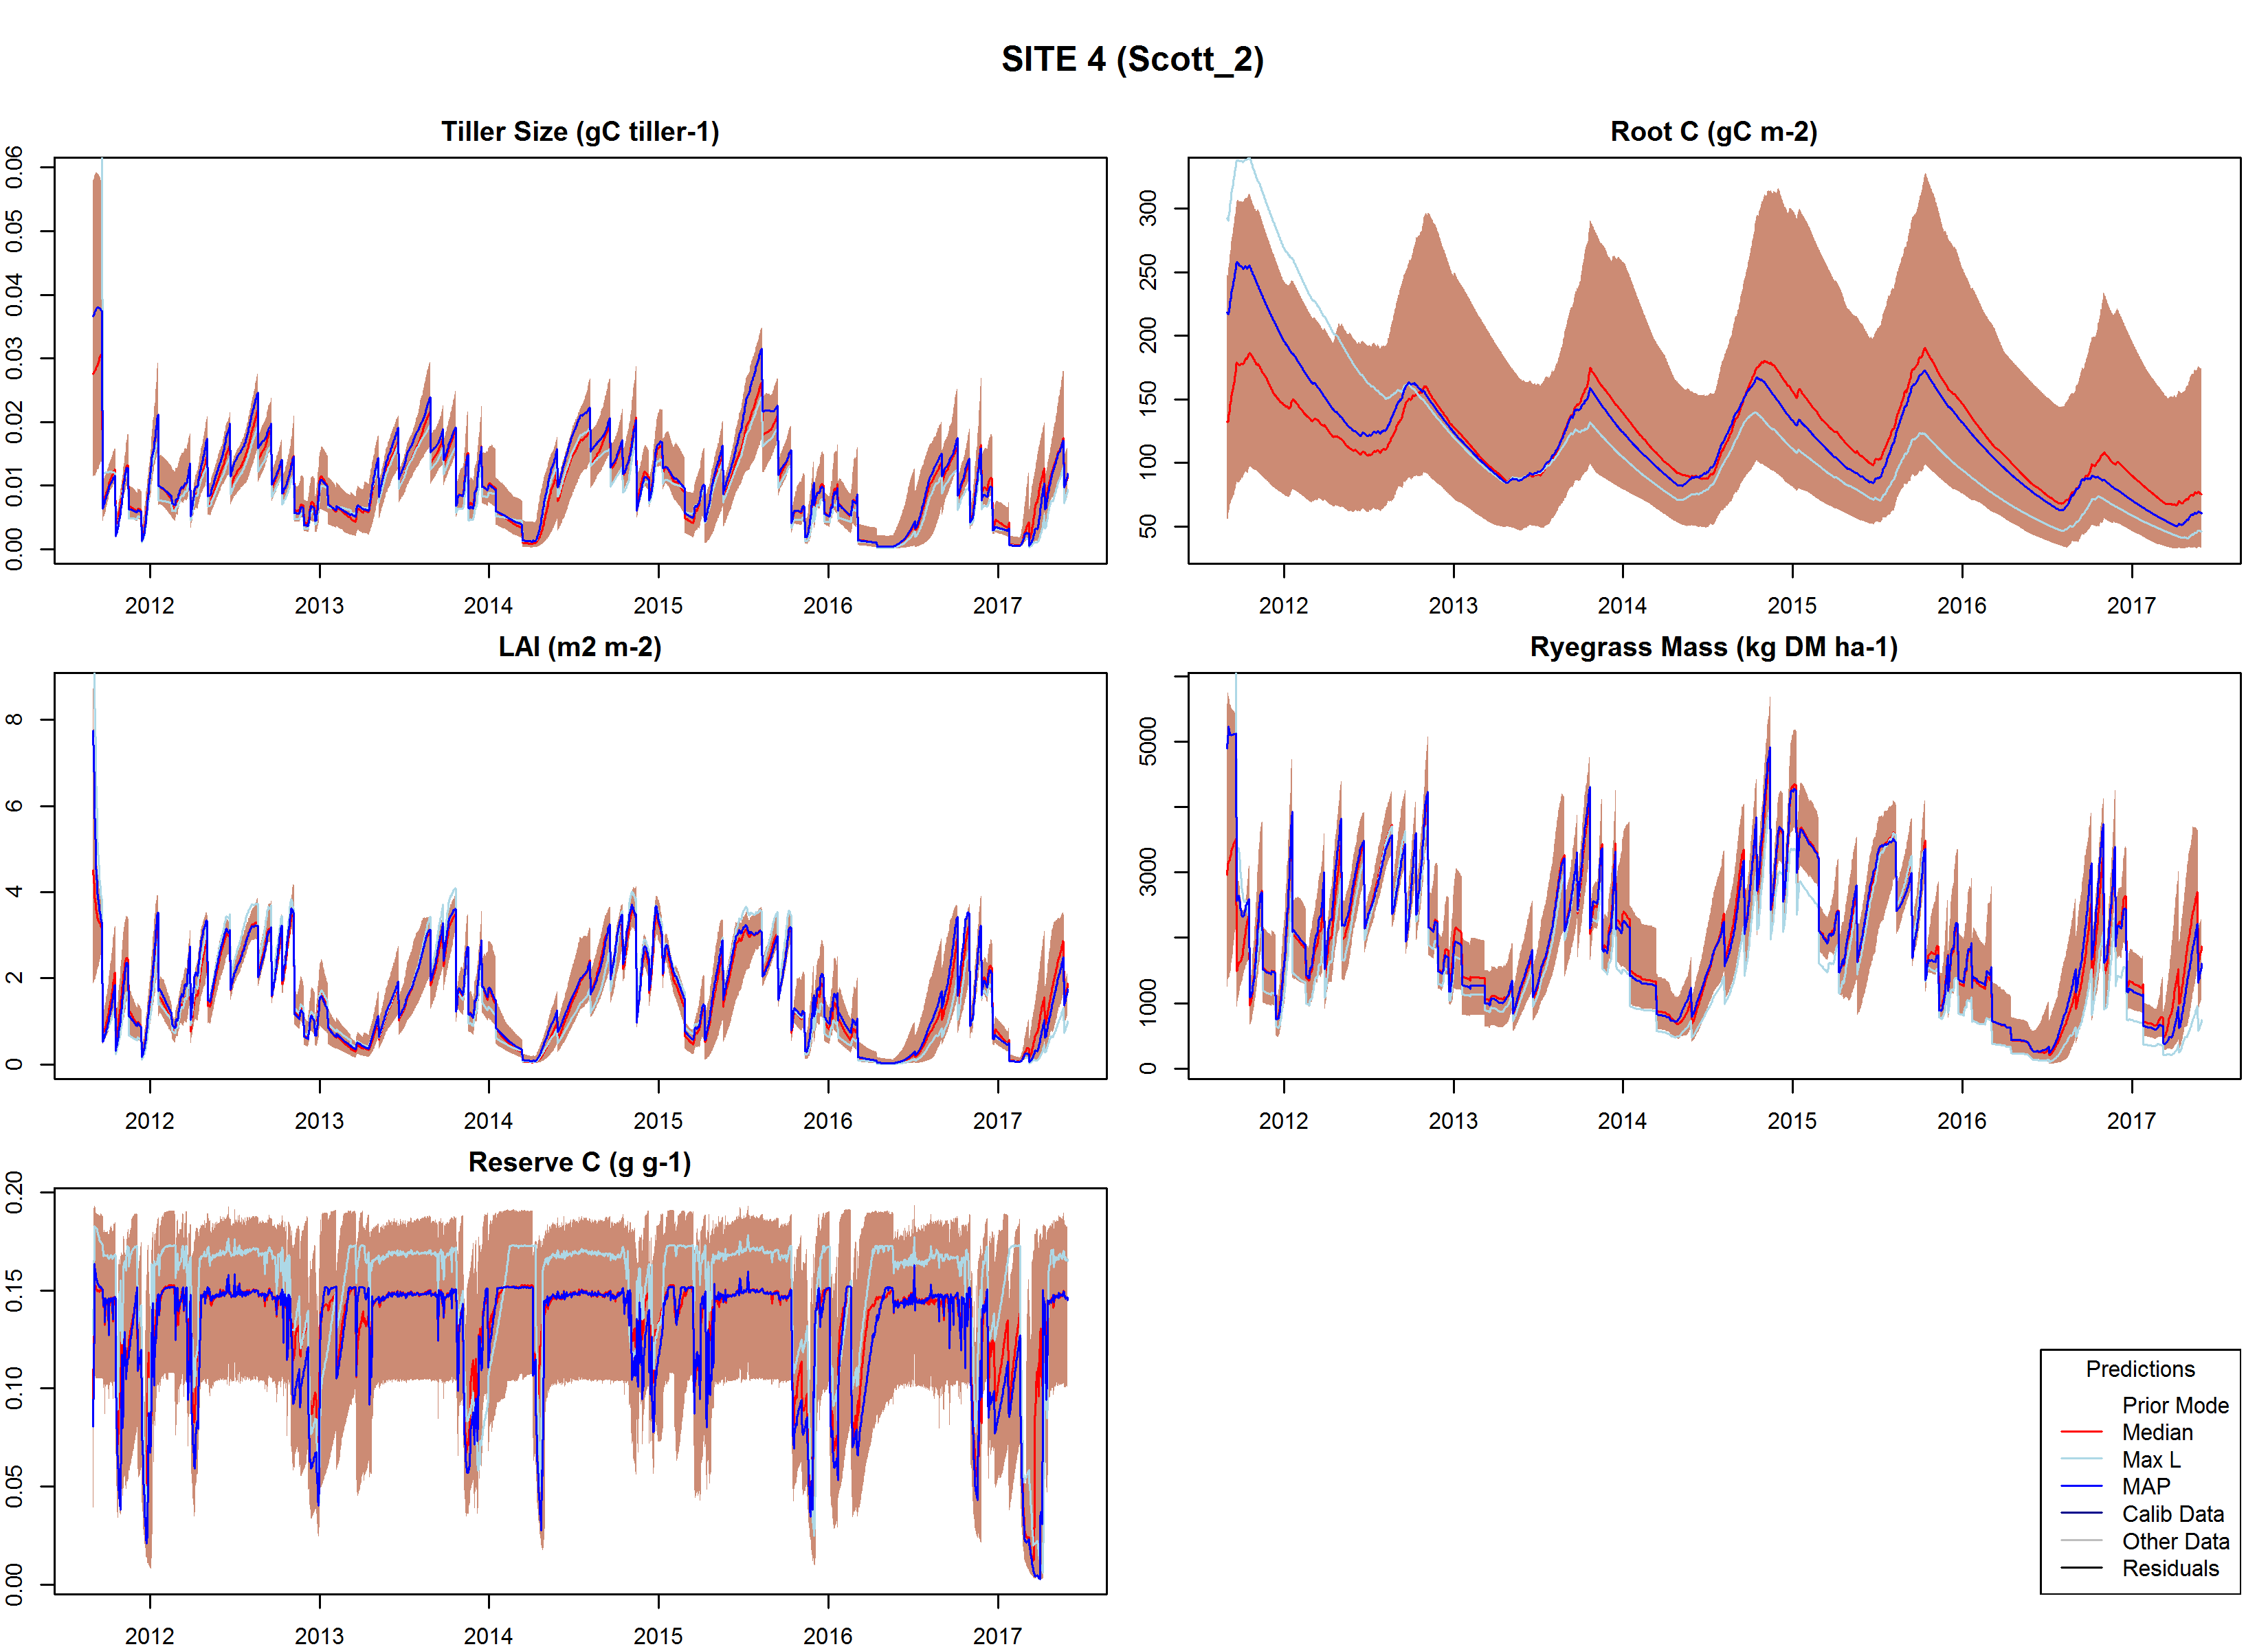 SITE 4 (Scott_2)
Tiller Size (gC tiller-1)
0.00 0.01 0.02 0.03 0.04 0.05 0.06
2012 2013 2014 2015 2016 2017
Root C (gC m-2)
50 100 150 200 250 300
2012 2013 2014 2015 2016 2017
LAI (m2 m-2)
0 2 4 6 8
2012 2013 2014 2015 2016 2017
Ryegrass Mass (kg DM ha-1)
0 1000 3000 5000
2012 2013 2014 2015 2016 2017
Reserve C (g g-1)
0.00 0.05 0.10 0.15 0.20
2012 2013 2014 2015 2016 2017
Predictions
Prior Mode
Median
Max L
MAP
Calib Data
Other Data
Residuals